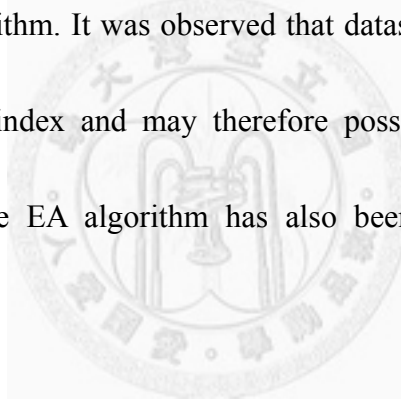 ithm. It was observed that datas
index and may therefore poss
e EA algorithm has also been